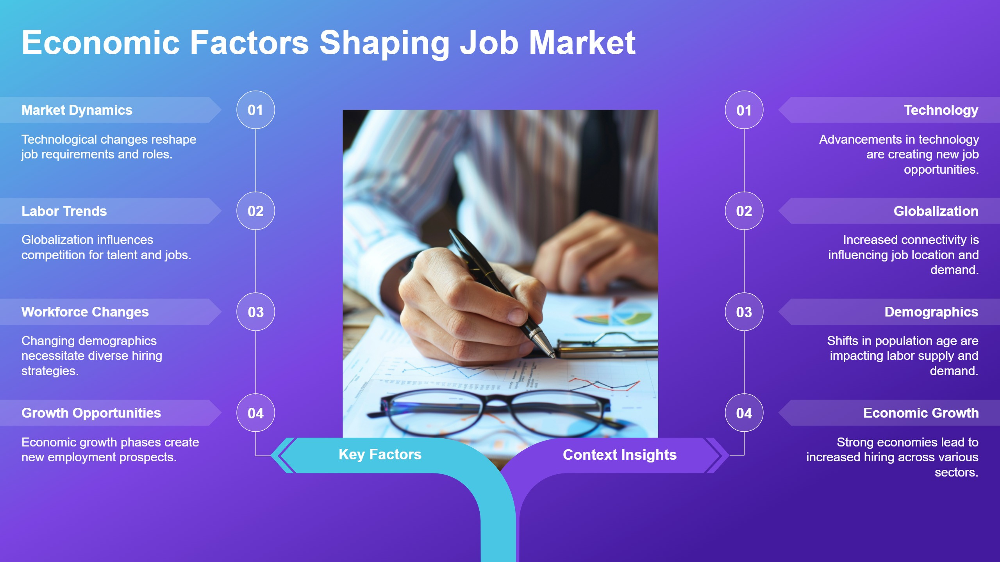 Economic Factors Shaping Job Market
Market Dynamics
01
Technological changes reshape
job requirements and roles.
Labor Trends
02
Globalization influences
competition for talent and jobs.
Workforce Changes
03
Changing demographics
necessitate diverse hiring
strategies.
Growth Opportunities
04
Economic growth phases create
new employment prospects.
Key Factors
01
Technology
Advancements in technology
are creating new job
opportunities.
02
Globalization
Increased connectivity is
influencing job location and
demand.
03
Demographics
Shifts in population age are
impacting labor supply and
demand.
04
Economic Growth
Strong economies lead to
increased hiring across various
sectors.
Context Insights